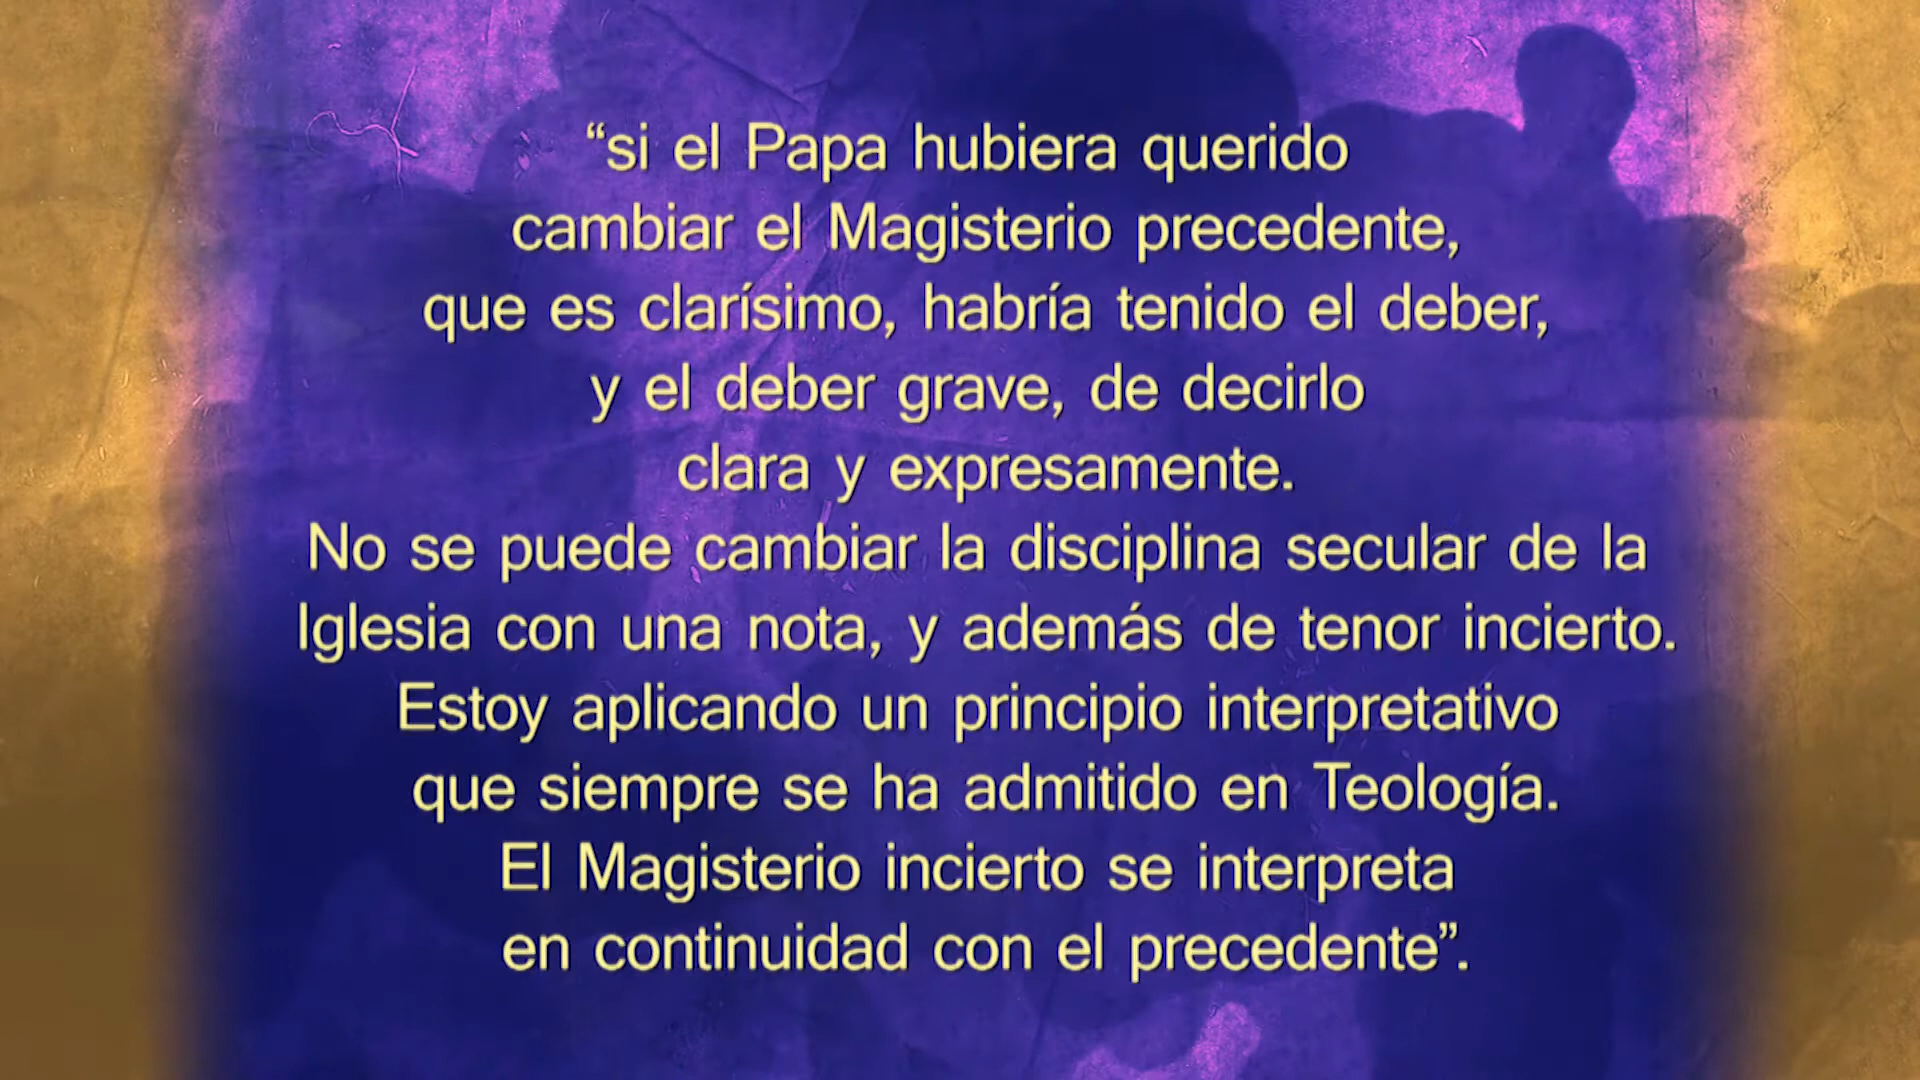 “si el Papa hubiera querido
cambiar el Magisterio precedente,
que es clarísimo, habría tenido el deber,
y el deber grave, de decirlo
clara y expresamente.
No se puede cambiar la disciplina secular de la
Iglesia con una nota, y además de tenor incierto.
Estoy aplicando un principio interpretativo
que siempre se ha admitido en Teología.
El Magisterio incierto se interpreta
en continuidad con el precedente”.